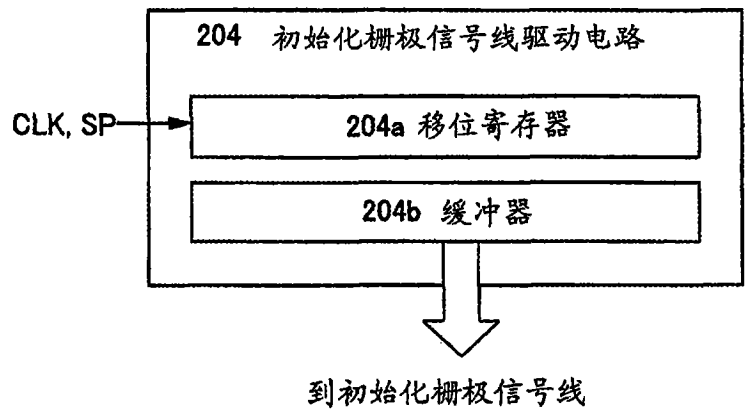 204 初始化栅极信号线驱动电路
CLK, SP
204a 移位寄存器
204b 缓冲器
到初始化栅极信号线